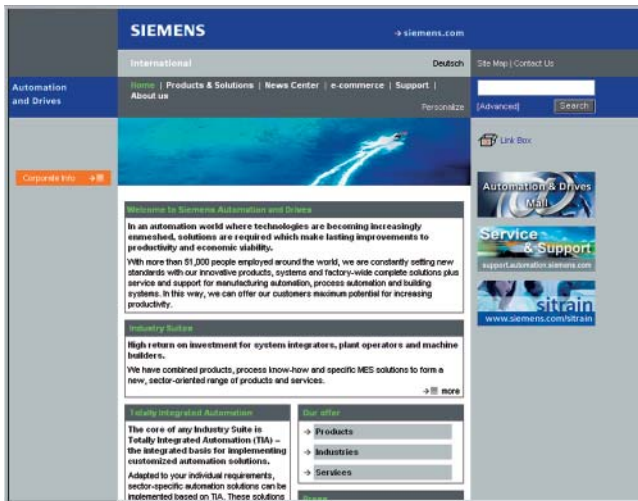 SIEMENS
→ siemens.com
International
Deutsch
Site Map | Contact Us
Automation
and Drives
Home | Products & Solutions | News Center | e-commerce | Support |
About us
Personalize
[Advanced]
Search
Link Box
Corporate Info
Automation & Drives
Mall
Service
& Support
support.automation.siemens.com
sitrain
www.siemens.com/sitrain
Welcome to Siemens Automation and Drives
In an automation world where technologies are becoming increasingly
enmeshed, solutions are required which make lasting improvements to
productivity and economic viability.
With more than 51,000 people employed around the world, we are constantly setting new
standards with our innovative products, systems and factory-wide complete solutions plus
service and support for manufacturing automation, process automation and building
systems. In this way, we can offer our customers maximum potential for increasing
productivity.
Industry Suites
High return on investment for system integrators, plant operators and machine
builders.
We have combined products, process know-how and specific MES solutions to form a
new, sector-oriented range of products and services.
more
Totally Integrated Automation
The core of any Industry Suite is
Totally Integrated Automation (TIA) –
the integrated basis for implementing
customized automation solutions.
Adapted to your individual requirements,
sector-specific automation solutions can be
implemented based on TIA. These solutions
Our offer
→ Products
→ Industries
→ Services
Press